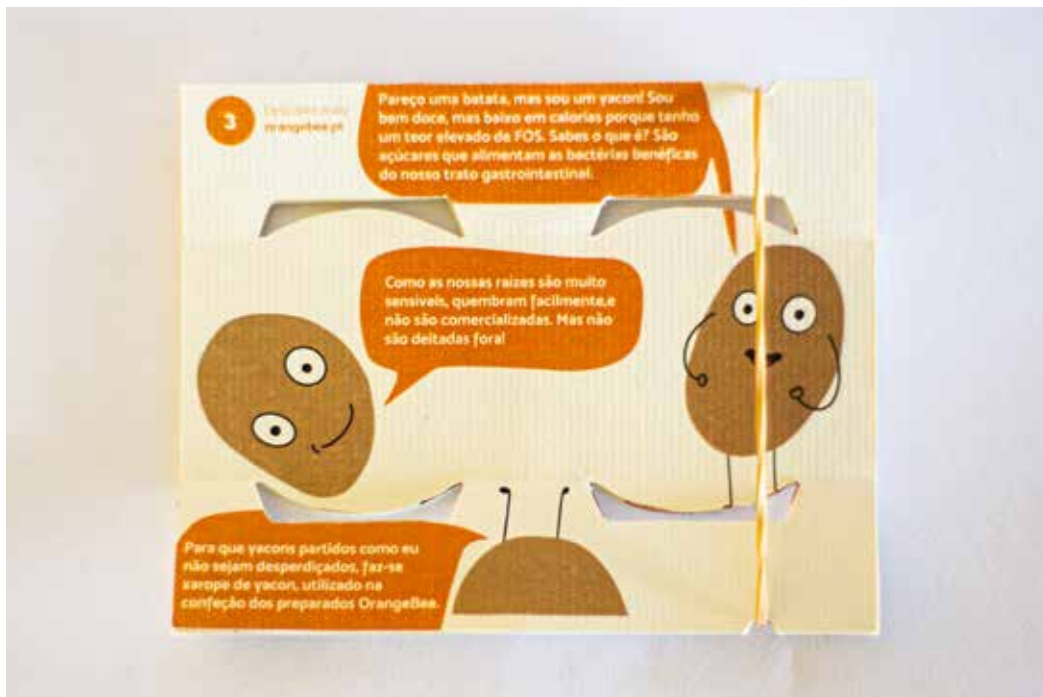 3
orangebee.pt
Pareço uma batata, mas sou um yacon! Sou
bem doce, mas baixo em calorias porque tenho
um teor elevado de FOS. Sabes o que é? São
açúcares que alimentam as bactérias benéficas
do nosso trato gastrointestinal.
Como as nossas raízes são muito
sensíveis, quembram facilmente,e
não são comercializadas. Mas não
são deitadas fora!
Para que yacons partidos como eu
não sejam desperdiçados, faz-se
xarope de yacon, utilizado na
confeção dos preparados OrangeBee.